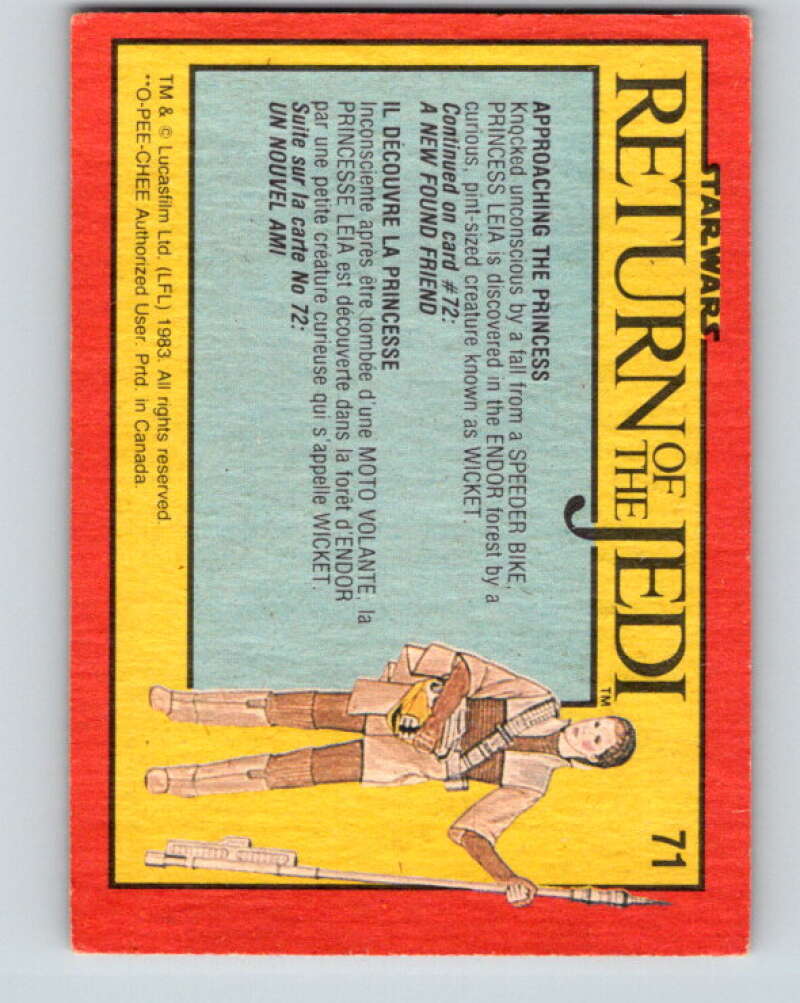 STAR WARS
RETURN OF THE JEDI™
71
APPROACHING THE PRINCESS
Knocked unconscious by a fall from a SPEEDER BIKE,
PRINCESS LEIA is discovered in the ENDOR forest by a
curious, pint-sized creature known as WICKET.
Continued on card #72:
A NEW FOUND FRIEND
IL DÉCOUVRE LA PRINCESSE
Inconsciente après être tombée d'une MOTO VOLANTE, la
PRINCESSE LEIA est découverte dans la forêt d'ENDOR
par une petite créature curieuse qui s'appelle WICKET.
Suite sur la carte No 72:
UN NOUVEL AMI
TM & © Lucasfilm Ltd. (LFL) 1983. All rights reserved.
**O-PEE-CHEE Authorized User. Prtd. in Canada.